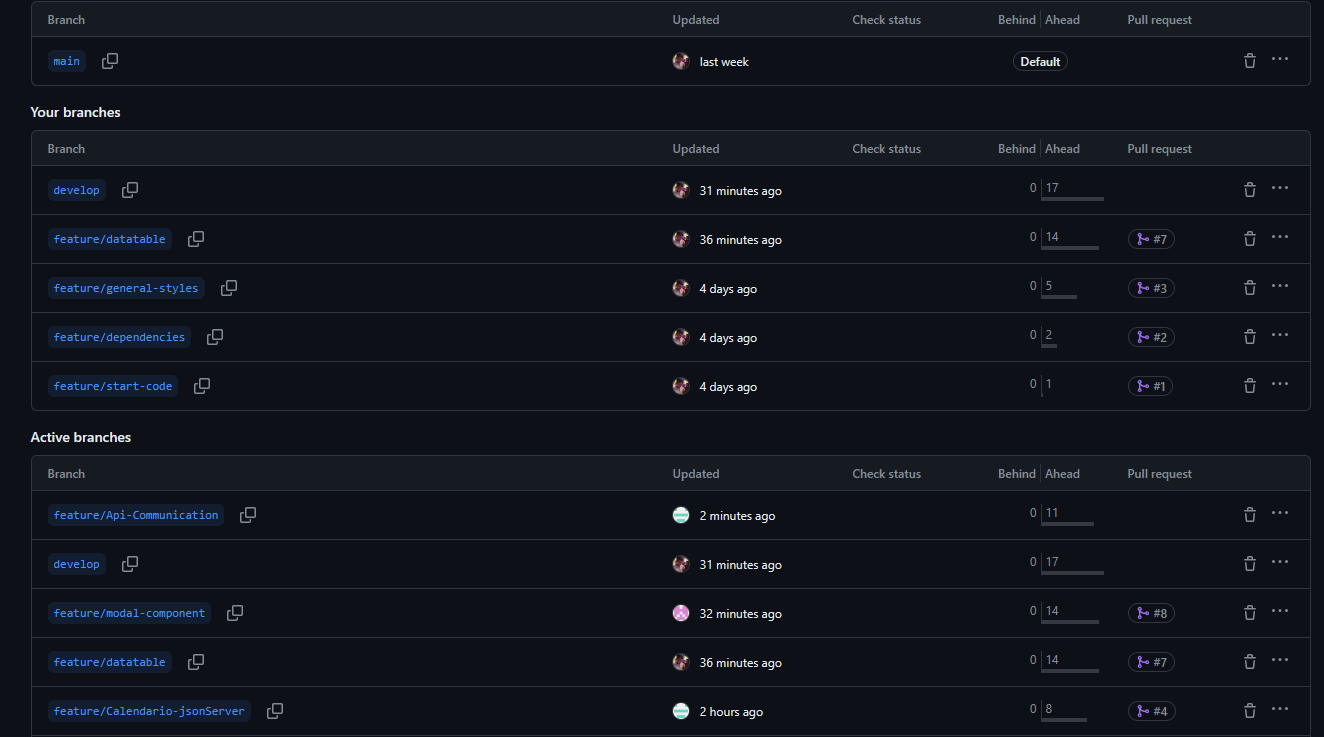 Branch Updated Check status Behind Ahead Pull request
main last week Default
Your branches
Branch Updated Check status Behind Ahead Pull request
develop 31 minutes ago 0 17
feature/datatable 36 minutes ago 0 14 #7
feature/general-styles 4 days ago 0 5 #3
feature/dependencies 4 days ago 0 2 #2
feature/start-code 4 days ago 0 1 #1
Active branches
Branch Updated Check status Behind Ahead Pull request
feature/Api-Communication 2 minutes ago 0 11
develop 31 minutes ago 0 17
feature/modal-component 32 minutes ago 0 14 #8
feature/datatable 36 minutes ago 0 14 #7
feature/Calendario-jsonServer 2 hours ago 0 8 #4